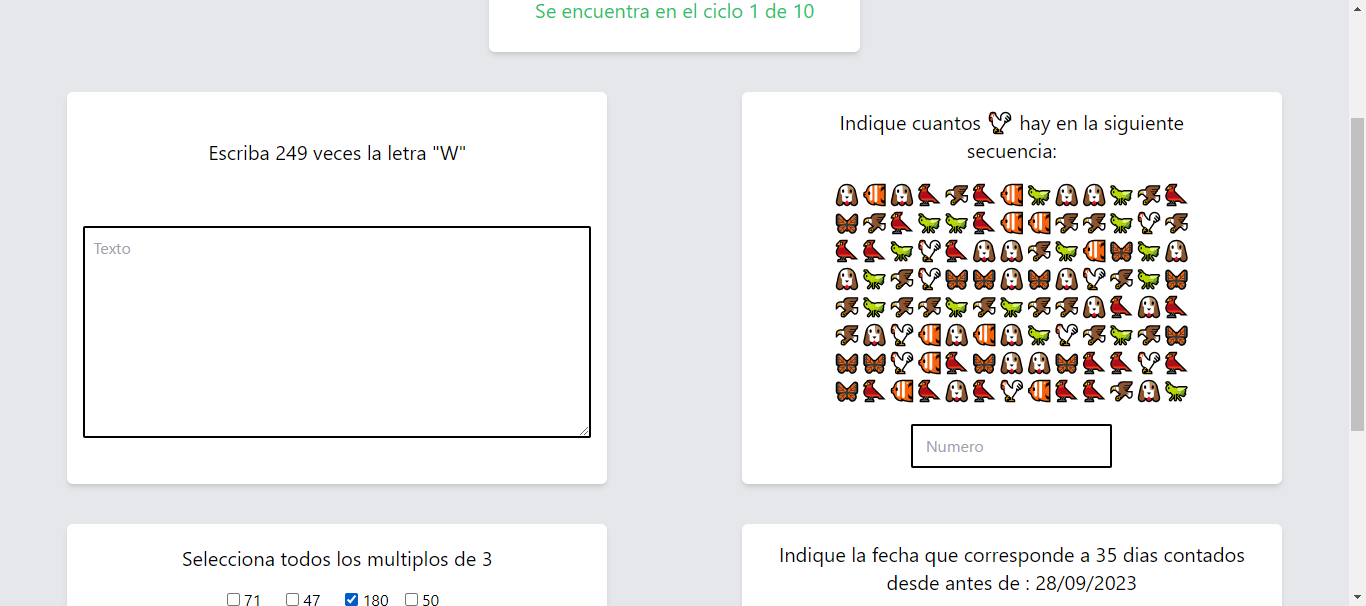 Se encuentra en el ciclo 1 de 10
Escriba 249 veces la letra "W"
Texto
Indique cuantos 🐓 hay en la siguiente
secuencia:
Numero
Selecciona todos los multiplos de 3
71 47 180 50
Indique la fecha que corresponde a 35 dias contados
desde antes de : 28/09/2023